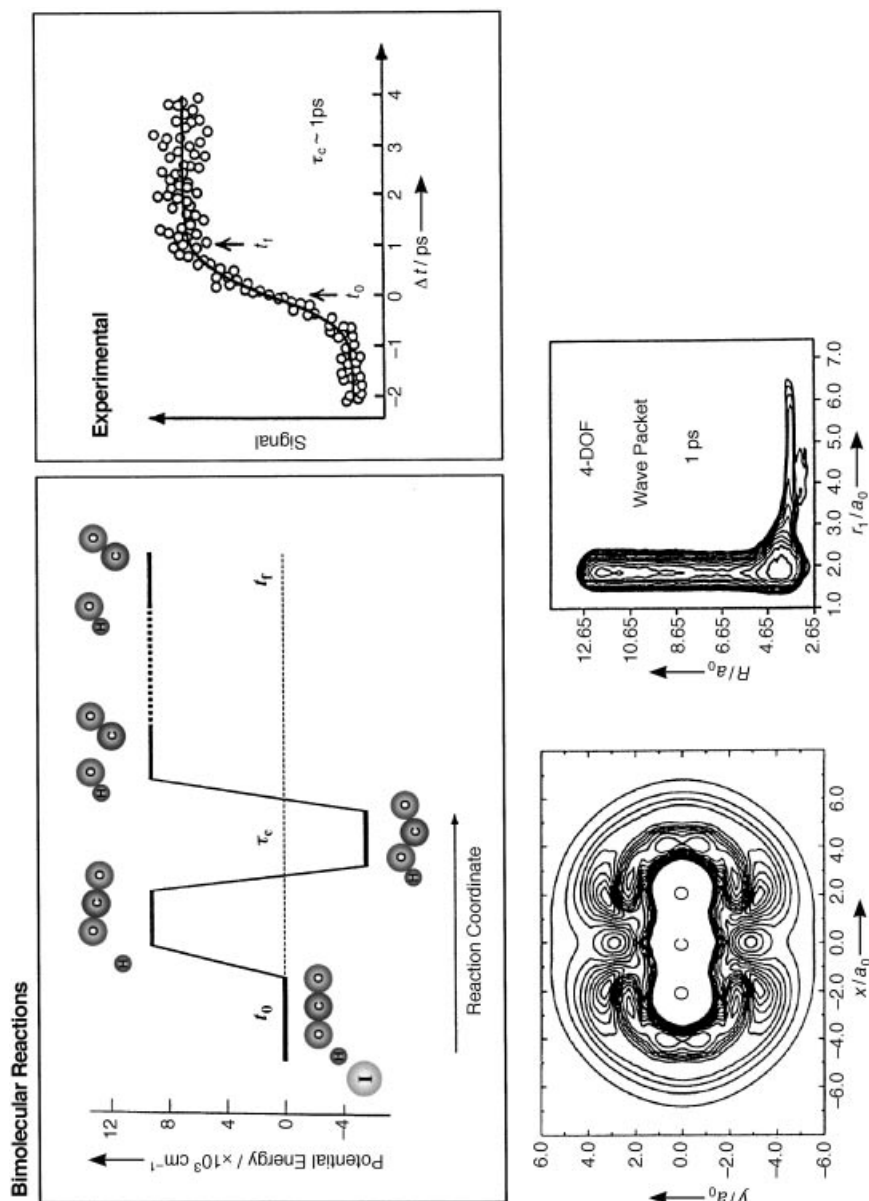 Bimolecular Reactions
Potential Energy / ×10³ cm⁻¹
12
8
4
0
−4
H
O C O
H O
C O
H O
C O
t₀
τc
tf
I H O C O
H O C O
Reaction Coordinate
Experimental
Signal
τc ~ 1ps
t₀
tf
−2 −1 0 1 2 3 4
Δt / ps
y/a₀
6.0
4.0
2.0
0.0
−2.0
−4.0
−6.0
O C O
−6.0 −4.0 −2.0 0.0 2.0 4.0 6.0
x/a₀
R/a₀
12.65
10.65
8.65
6.65
4.65
2.65
4-DOF
Wave Packet
1 ps
1.0 2.0 3.0 4.0 5.0 6.0 7.0
r₁/a₀